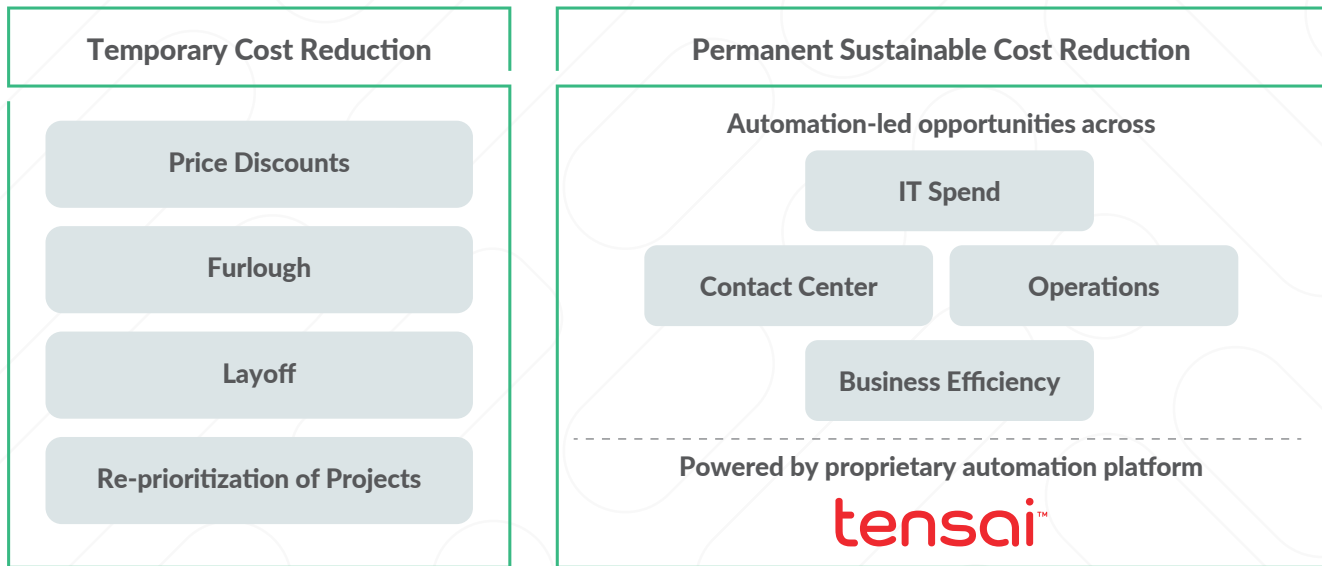 Temporary Cost Reduction
Price Discounts
Furlough
Layoff
Re-prioritization of Projects
Permanent Sustainable Cost Reduction
Automation-led opportunities across
IT Spend
Contact Center
Operations
Business Efficiency
Powered by proprietary automation platform
tensai™